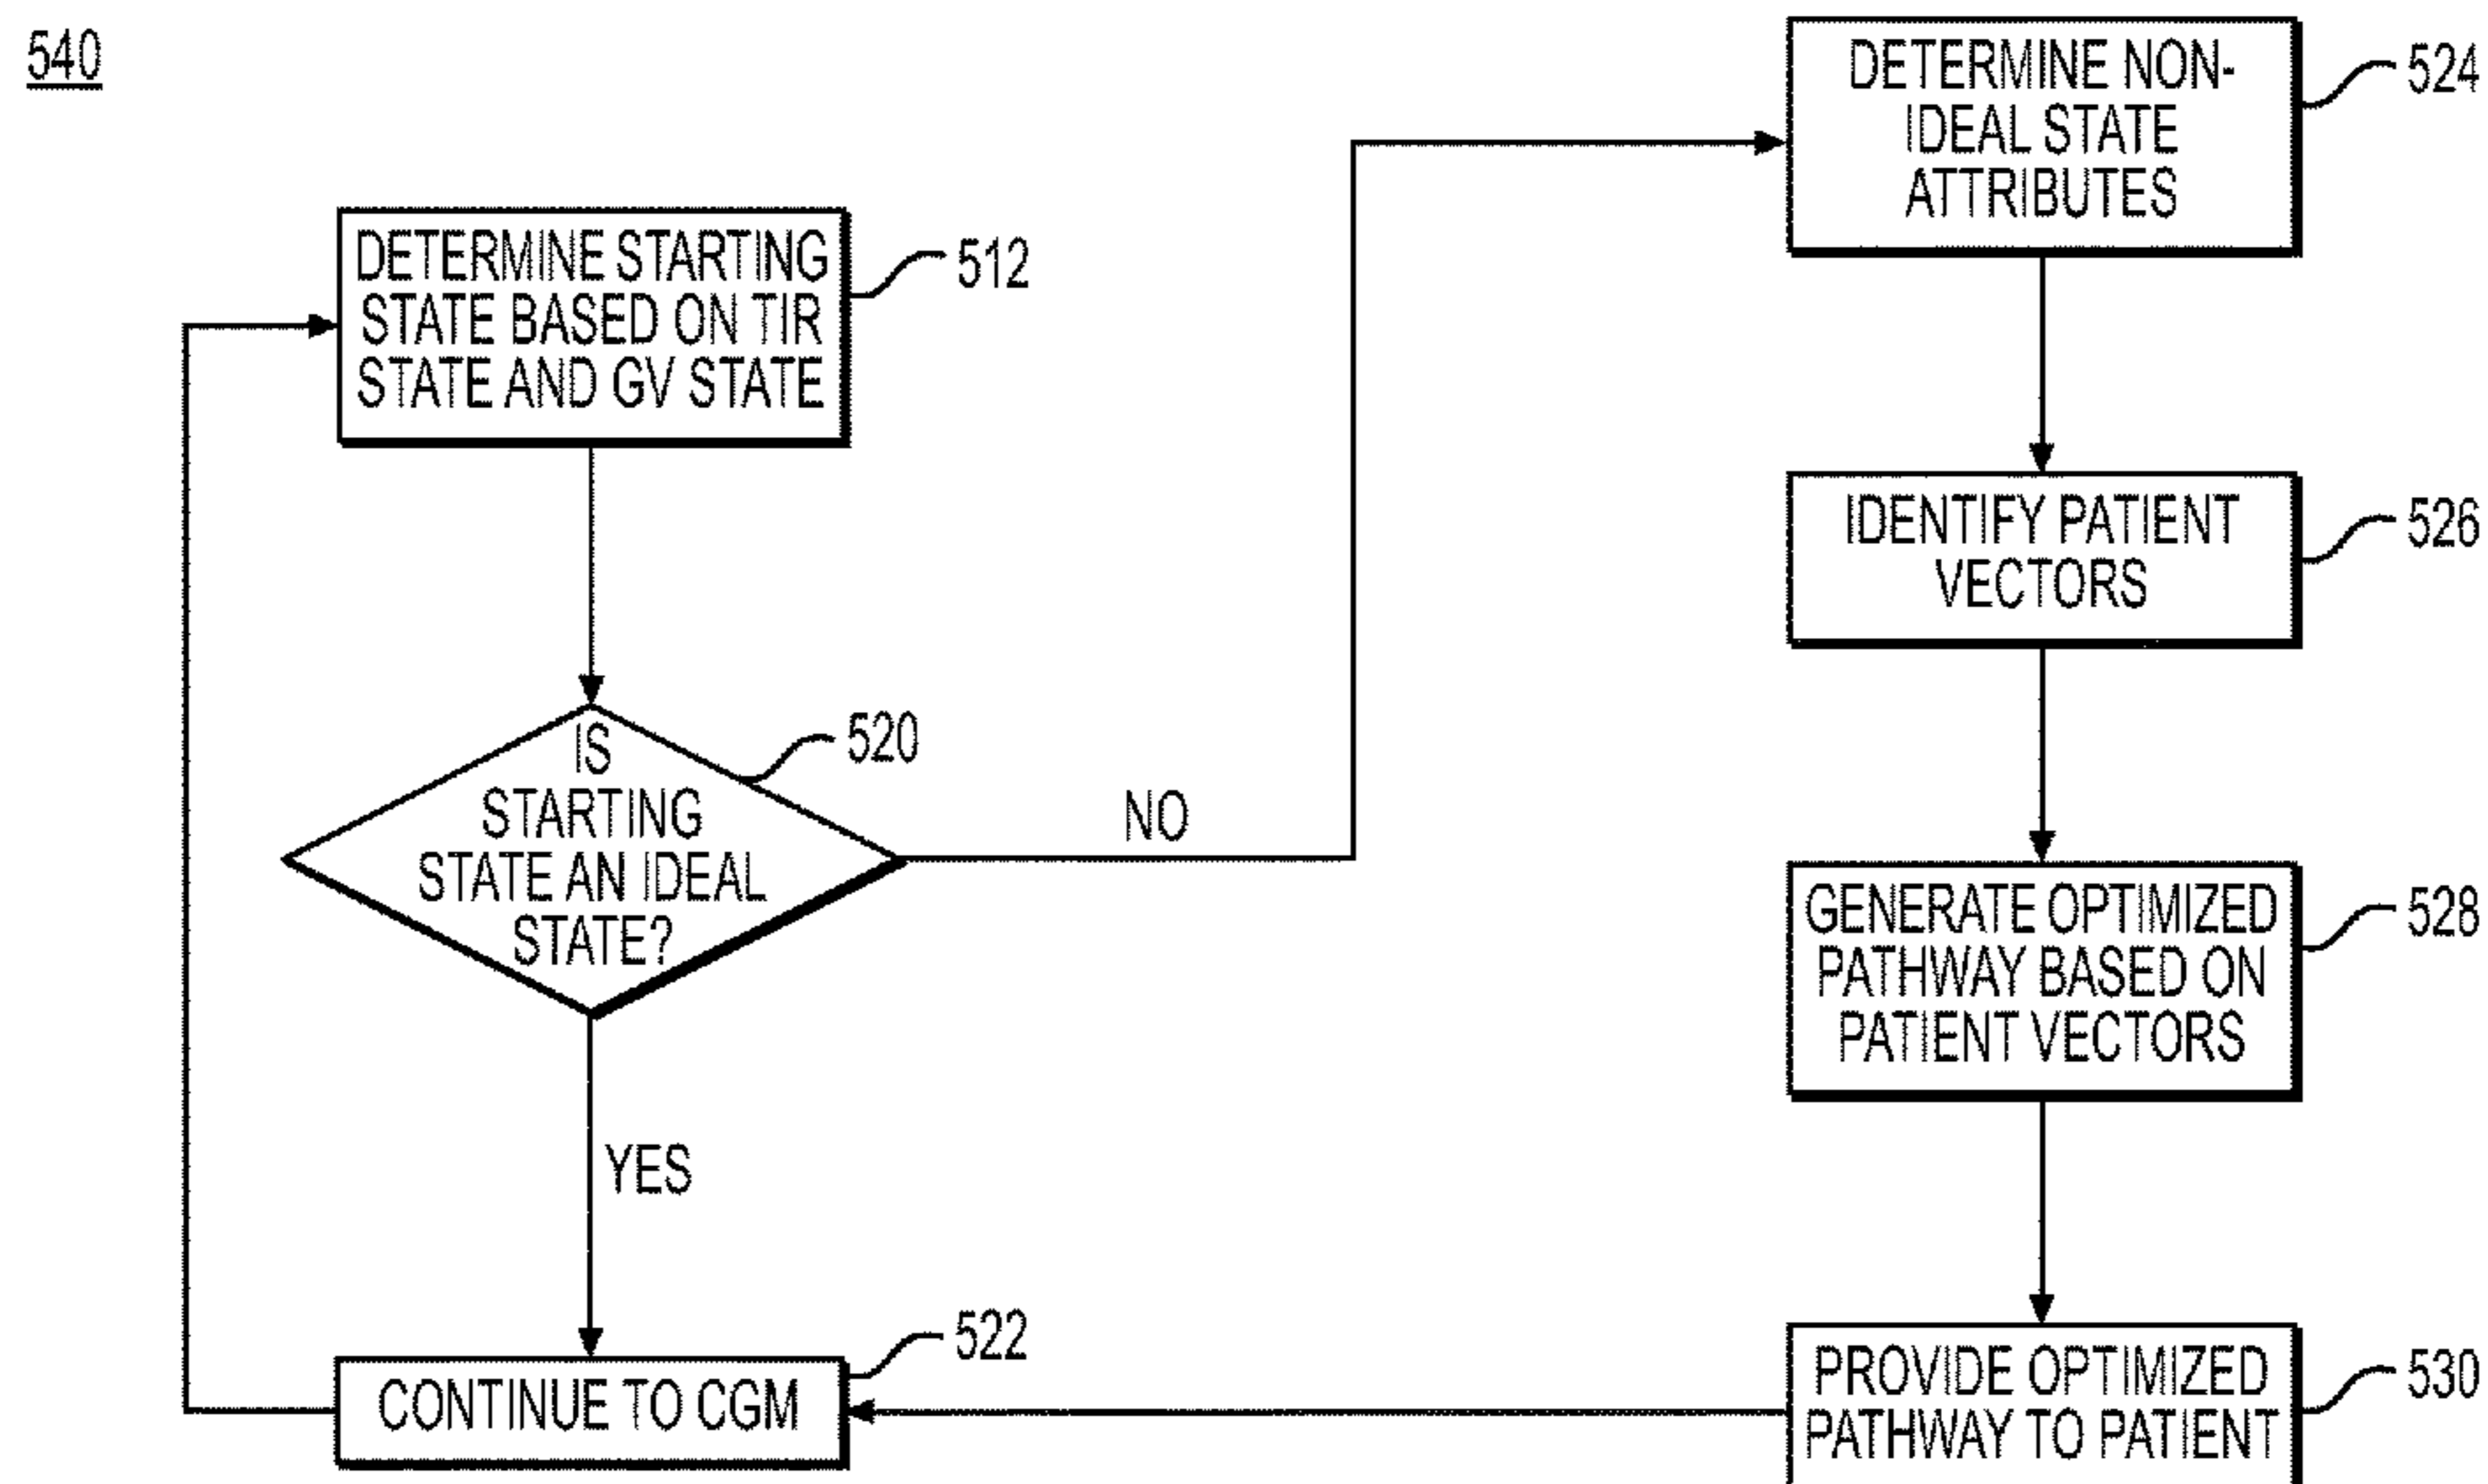 540
DETERMINE STARTING
STATE BASED ON TIR
STATE AND GV STATE
512
IS
STARTING
STATE AN IDEAL
STATE?
520
NO
YES
CONTINUE TO CGM
522
DETERMINE NON-
IDEAL STATE
ATTRIBUTES
524
IDENTIFY PATIENT
VECTORS
526
GENERATE OPTIMIZED
PATHWAY BASED ON
PATIENT VECTORS
528
PROVIDE OPTIMIZED
PATHWAY TO PATIENT
530